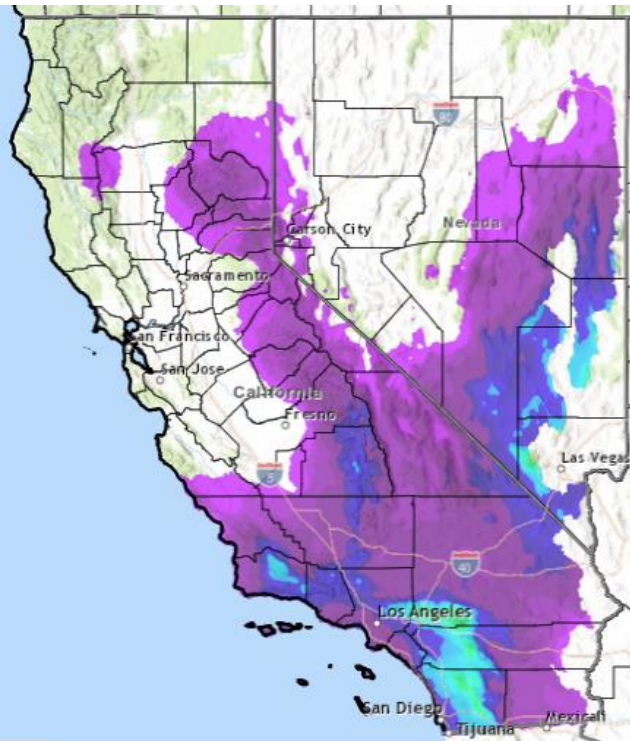 80
Carson City
Nevada
Sacramento
San Francisco
San Jose
California
Fresno
5
Las Vegas
40
Los Angeles
San Diego
Mexicali
Tijuana